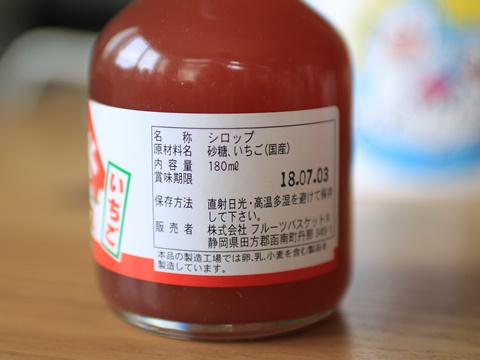 いちご
名称 シロップ
原材料名 砂糖、いちご(国産)
内容量 180mℓ
賞味期限 18.07.03
保存方法 直射日光・高温多湿を避けて保存
して下さい。
販売者 株式会社 フルーツバスケット
静岡県田方郡函南町丹那349-1
本品の製造工場では卵、乳、小麦を含む製品を
製造しています。